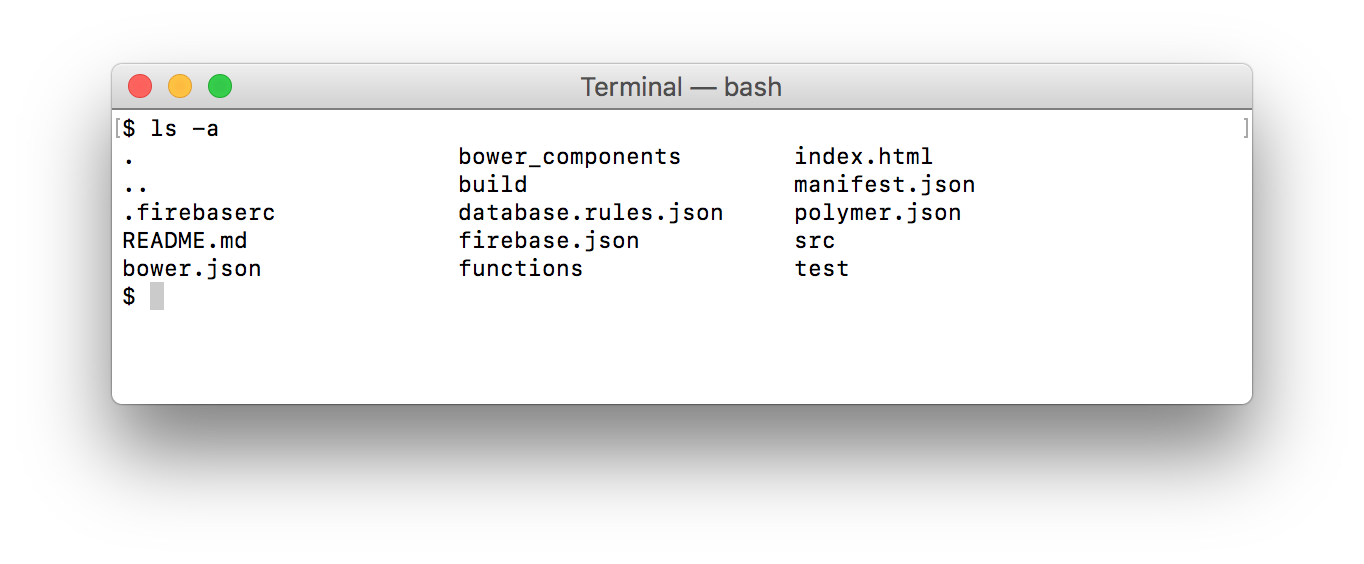 Terminal — bash
[$ ls -a ]
. bower_components index.html
.. build manifest.json
.firebaserc database.rules.json polymer.json
README.md firebase.json src
bower.json functions test
$